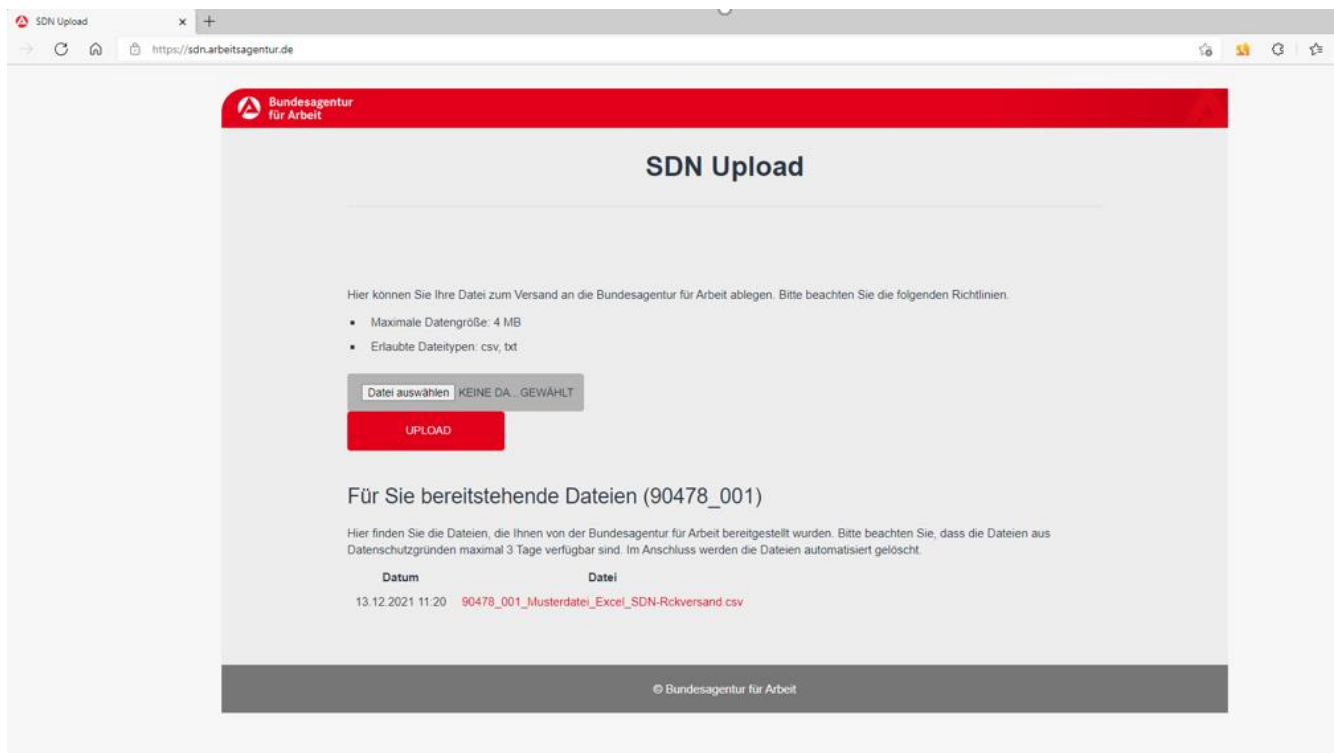 SDN Upload
https://sdn.arbeitsagentur.de
Bundesagentur
für Arbeit
SDN Upload
Hier können Sie Ihre Datei zum Versand an die Bundesagentur für Arbeit ablegen. Bitte beachten Sie die folgenden Richtlinien.
Maximale Datengröße: 4 MB
Erlaubte Dateitypen: csv, txt
Datei auswählen KEINE DA...GEWÄHLT
UPLOAD
Für Sie bereitstehende Dateien (90478_001)
Hier finden Sie die Dateien, die Ihnen von der Bundesagentur für Arbeit bereitgestellt wurden. Bitte beachten Sie, dass die Dateien aus
Datenschutzgründen maximal 3 Tage verfügbar sind. Im Anschluss werden die Dateien automatisiert gelöscht.
Datum Datei
13.12.2021 11:20 90478_001_Musterdatei_Excel_SDN-Rckversand.csv
© Bundesagentur für Arbeit